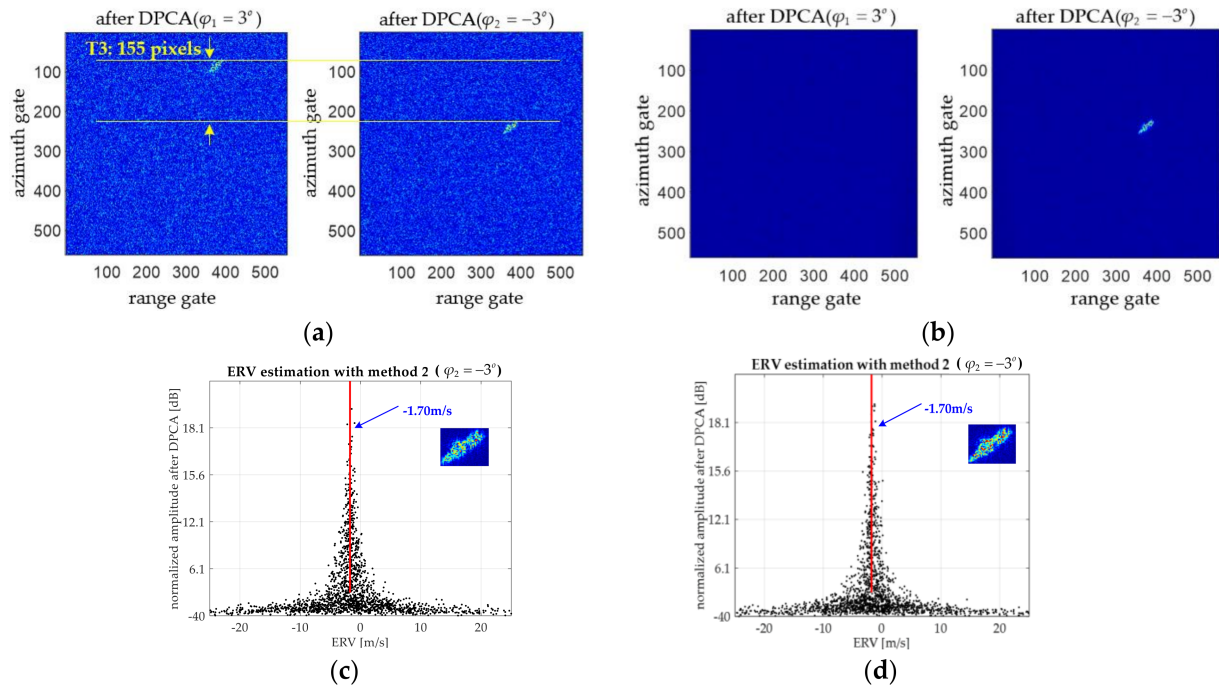 after DPCA(φ₁ = 3°)
after DPCA(φ₂ = −3°)
T3: 155 pixels
100
200
300
400
500
azimuth gate
100 200 300 400 500
range gate
100
200
300
400
500
azimuth gate
100 200 300 400 500
range gate
(a)
after DPCA(φ₁ = 3°)
after DPCA(φ₂ = −3°)
100
200
300
400
500
azimuth gate
100 200 300 400 500
range gate
100
200
300
400
500
azimuth gate
100 200 300 400 500
range gate
(b)
ERV estimation with method 2 ( φ₂ = −3°)
normalized amplitude after DPCA [dB]
18.1
15.6
12.1
6.1
-40
-1.70m/s
-20 -10 0 10 20
ERV [m/s]
(c)
ERV estimation with method 2 ( φ₂ = −3°)
normalized amplitude after DPCA [dB]
18.1
15.6
12.1
6.1
-40
-1.70m/s
-20 -10 0 10 20
ERV [m/s]
(d)